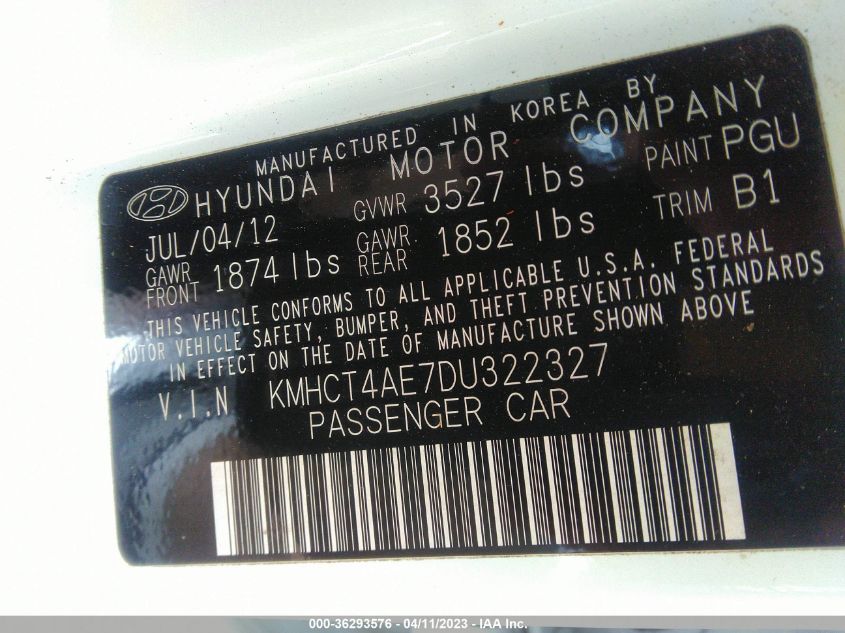 MANUFACTURED IN KOREA BY
HYUNDAI MOTOR COMPANY
JUL/04/12 GVWR 3527 lbs PAINT PGU
GAWR FRONT 1874 lbs GAWR REAR 1852 lbs TRIM B1
THIS VEHICLE CONFORMS TO ALL APPLICABLE U.S.A. FEDERAL
MOTOR VEHICLE SAFETY, BUMPER, AND THEFT PREVENTION STANDARDS
IN EFFECT ON THE DATE OF MANUFACTURE SHOWN ABOVE
V.I.N KMHCT4AE7DU322327
PASSENGER CAR
000-36293576 - 04/11/2023 - IAA Inc.